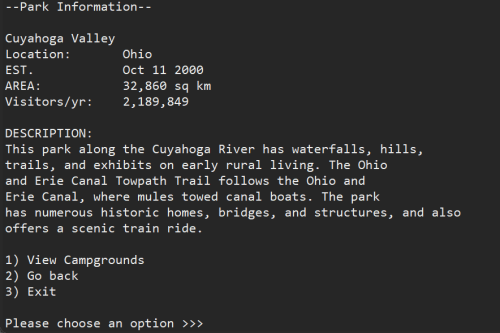 --Park Information--
Cuyahoga Valley
Location: Ohio
EST. Oct 11 2000
AREA: 32,860 sq km
Visitors/yr: 2,189,849
DESCRIPTION:
This park along the Cuyahoga River has waterfalls, hills,
trails, and exhibits on early rural living. The Ohio
and Erie Canal Towpath Trail follows the Ohio and
Erie Canal, where mules towed canal boats. The park
has numerous historic homes, bridges, and structures, and also
offers a scenic train ride.
1) View Campgrounds
2) Go back
3) Exit
Please choose an option >>>